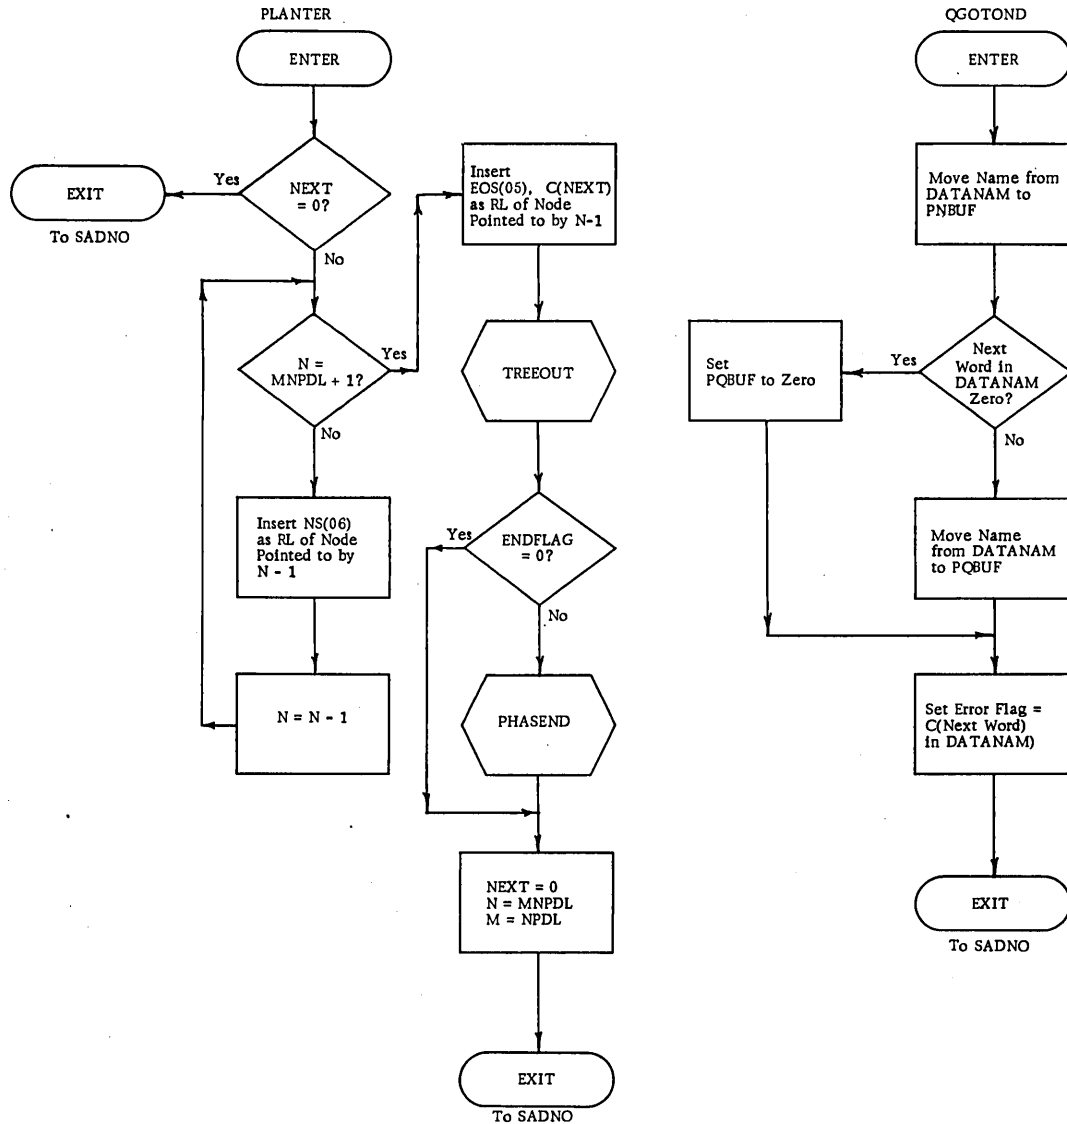 PLANTER
ENTER
NEXT
= 0?
Yes
EXIT
To SADNO
No
N =
MNPDL + 1?
Yes
No
Insert NS(06)
as RL of Node
Pointed to by
N - 1
N = N - 1
Insert
EOS(05), C(NEXT)
as RL of Node
Pointed to by N-1
TREEOUT
ENDFLAG
= 0?
Yes
No
PHASEND
NEXT = 0
N = MNPDL
M = NPDL
EXIT
To SADNO
QGOTOND
ENTER
Move Name from
DATANAM to
PNBUF
Next
Word in
DATANAM
Zero?
Yes
Set
PQBUF to Zero
No
Move Name
from DATANAM
to PQBUF
Set Error Flag =
C(Next Word)
in DATANAM)
EXIT
To SADNO